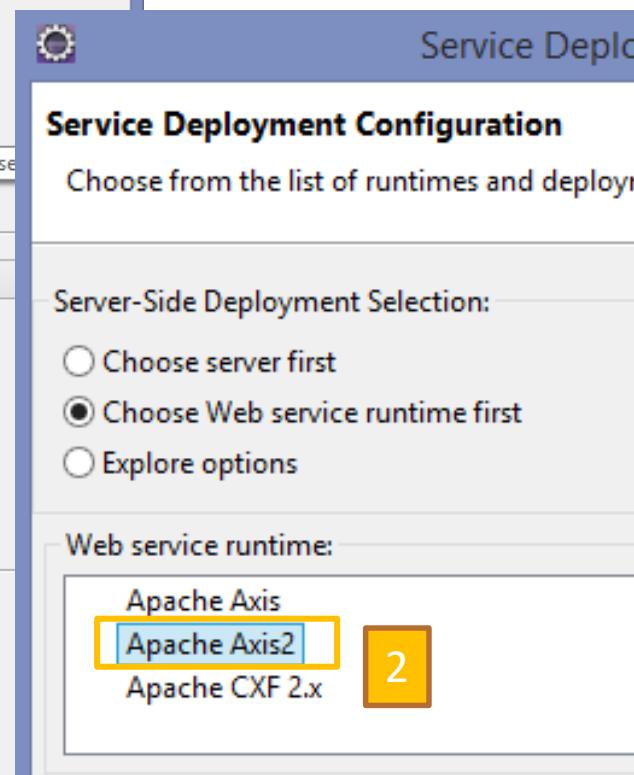 Service Deplo
Service Deployment Configuration
Choose from the list of runtimes and deploy
Server-Side Deployment Selection:
Choose server first
Choose Web service runtime first
Explore options
Web service runtime:
Apache Axis
Apache Axis2
2
Apache CXF 2.x